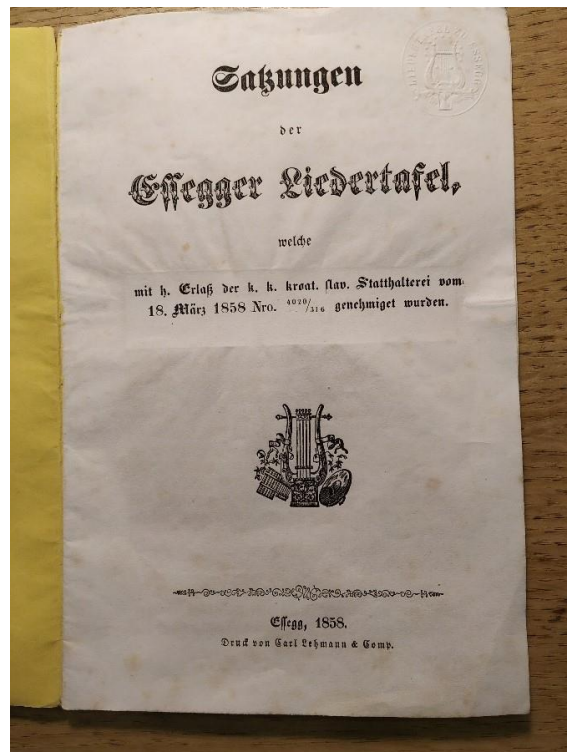 Satzungen
der
Essegger Liedertafel,
welche
mit h. Erlaß der k. k. kroat. slav. Statthalterei vom
18. März 1858 Nro. 4020/316 genehmiget wurden.
Essegg, 1858.
Druck von Carl Lehmann & Comp.